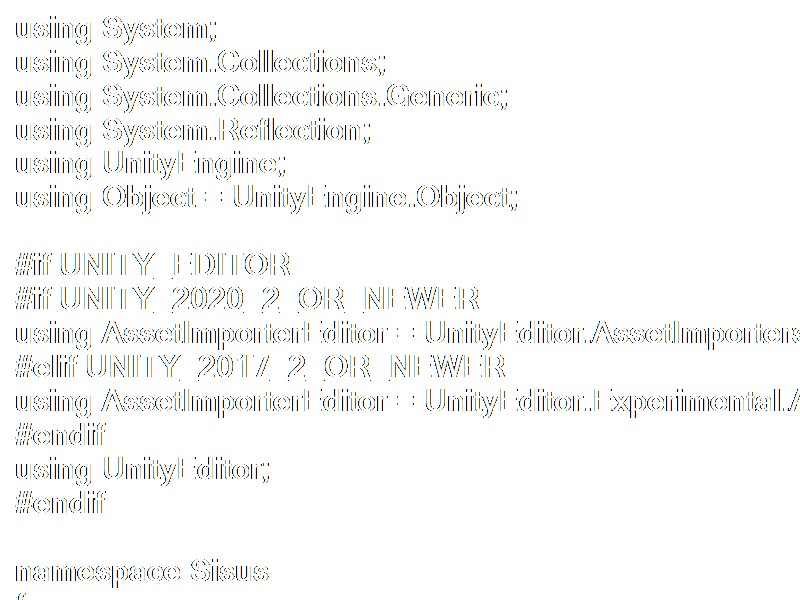 using System;
using System.Collections;
using System.Collections.Generic;
using System.Reflection;
using UnityEngine;
using Object = UnityEngine.Object;
#if UNITY_EDITOR
#if UNITY_2020_2_OR_NEWER
using AssetImporterEditor = UnityEditor.AssetImporters
#elif UNITY_2017_2_OR_NEWER
using AssetImporterEditor = UnityEditor.Experimental.A
#endif
using UnityEditor;
#endif
namespace Sisus
{